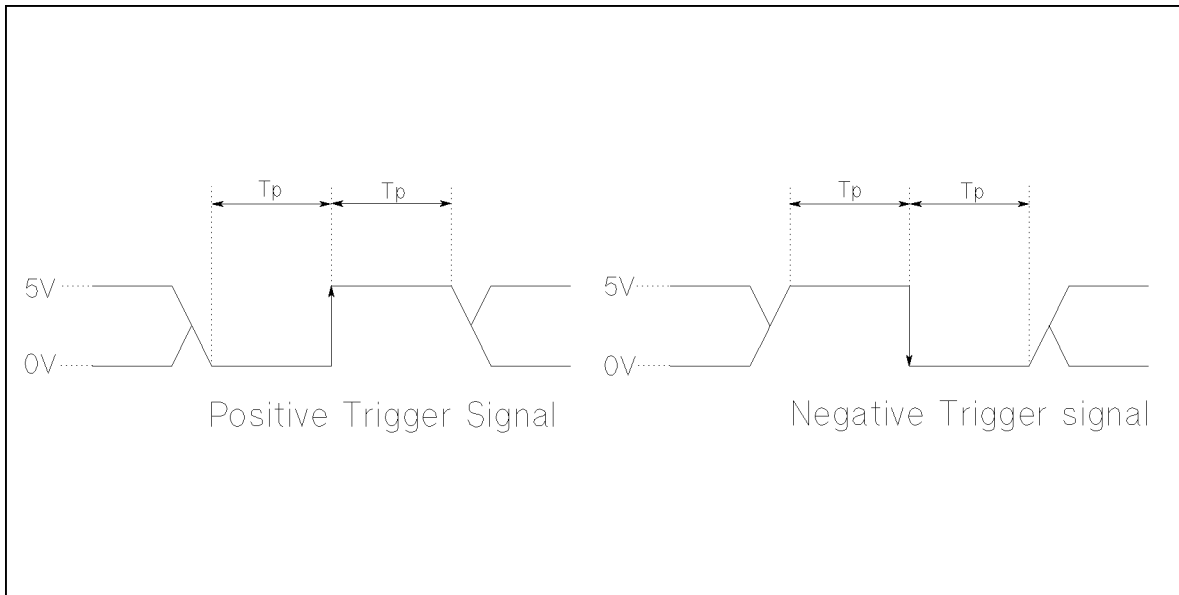 Tp Tp Tp Tp
5V 5V
0V 0V
Positive Trigger Signal Negative Trigger signal